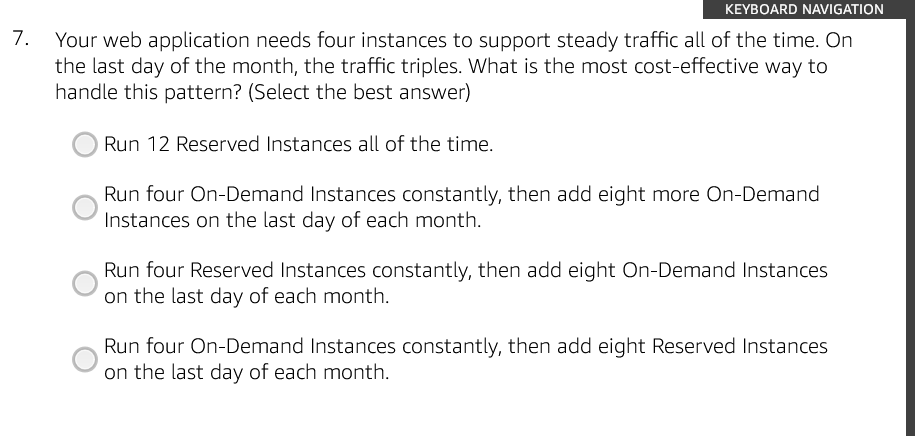 KEYBOARD NAVIGATION
7. Your web application needs four instances to support steady traffic all of the time. On
the last day of the month, the traffic triples. What is the most cost-effective way to
handle this pattern? (Select the best answer)
Run 12 Reserved Instances all of the time.
Run four On-Demand Instances constantly, then add eight more On-Demand
Instances on the last day of each month.
Run four Reserved Instances constantly, then add eight On-Demand Instances
on the last day of each month.
Run four On-Demand Instances constantly, then add eight Reserved Instances
on the last day of each month.